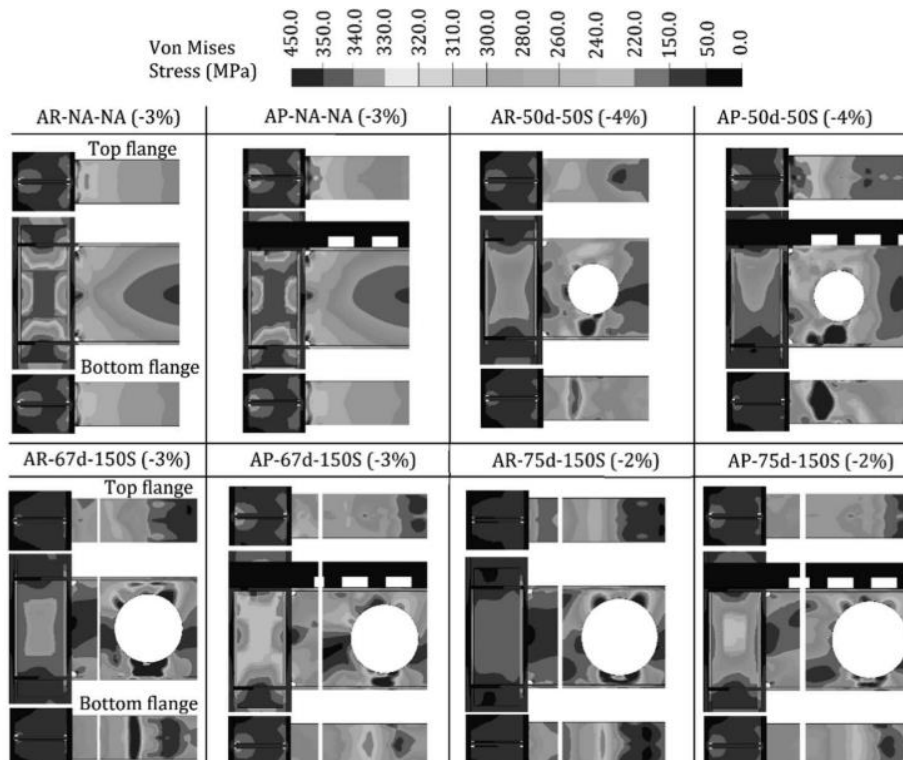 Von Mises
Stress (MPa)
450.0
350.0
340.0
330.0
320.0
310.0
300.0
280.0
260.0
240.0
220.0
150.0
50.0
0.0
AR-NA-NA (-3%)
AP-NA-NA (-3%)
AR-50d-50S (-4%)
AP-50d-50S (-4%)
Top flange
Bottom flange
AR-67d-150S (-3%)
AP-67d-150S (-3%)
AR-75d-150S (-2%)
AP-75d-150S (-2%)
Top flange
Bottom flange